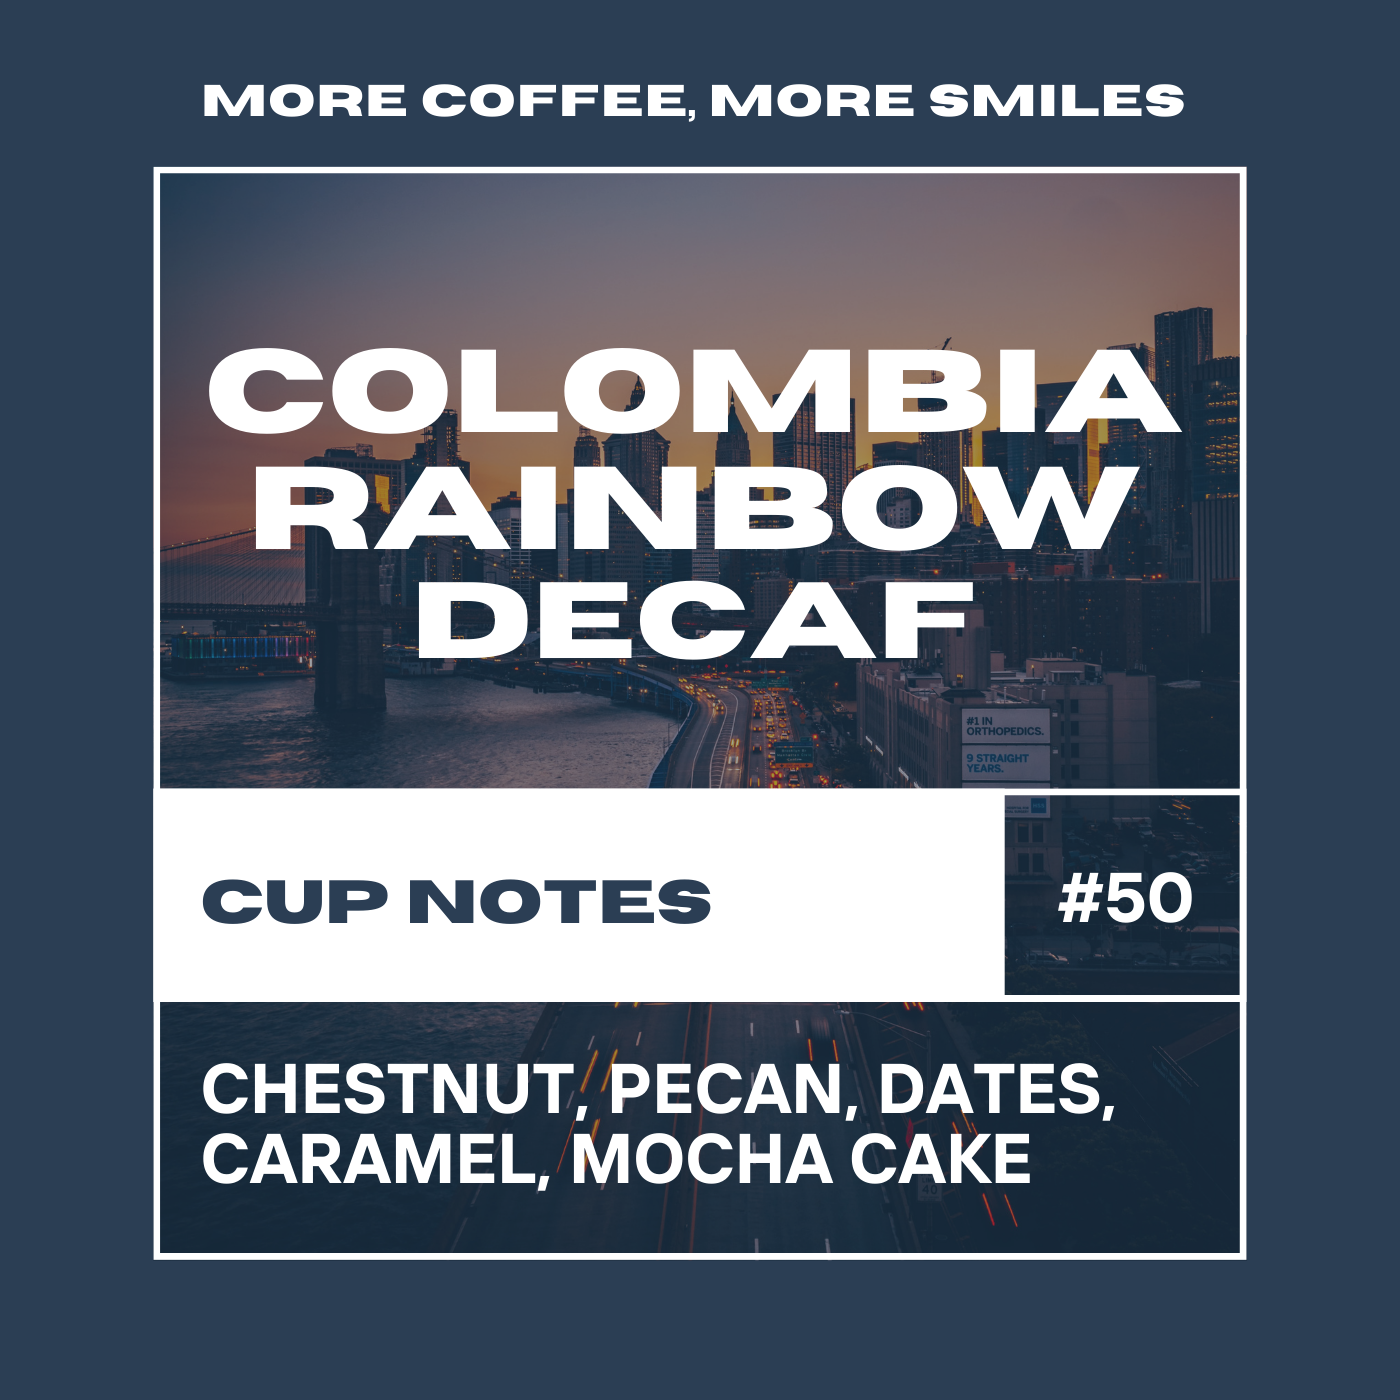 MORE COFFEE, MORE SMILES
COLOMBIA
RAINBOW
DECAF
#1 IN
ORTHOPEDICS.
9 STRAIGHT
YEARS.
CUP NOTES
#50
CHESTNUT, PECAN, DATES,
CARAMEL, MOCHA CAKE
40